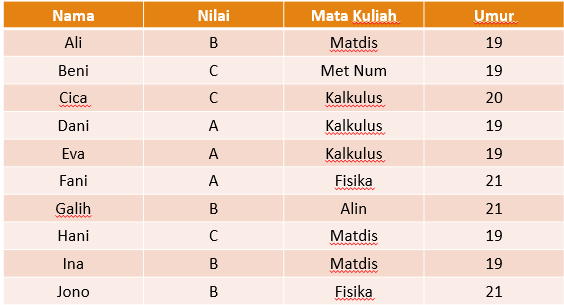 Nama Nilai Mata Kuliah Umur
Ali B Matdis 19
Beni C Met Num 19
Cica C Kalkulus 20
Dani A Kalkulus 19
Eva A Kalkulus 19
Fani A Fisika 21
Galih B Alin 21
Hani C Matdis 19
Ina B Matdis 19
Jono B Fisika 21